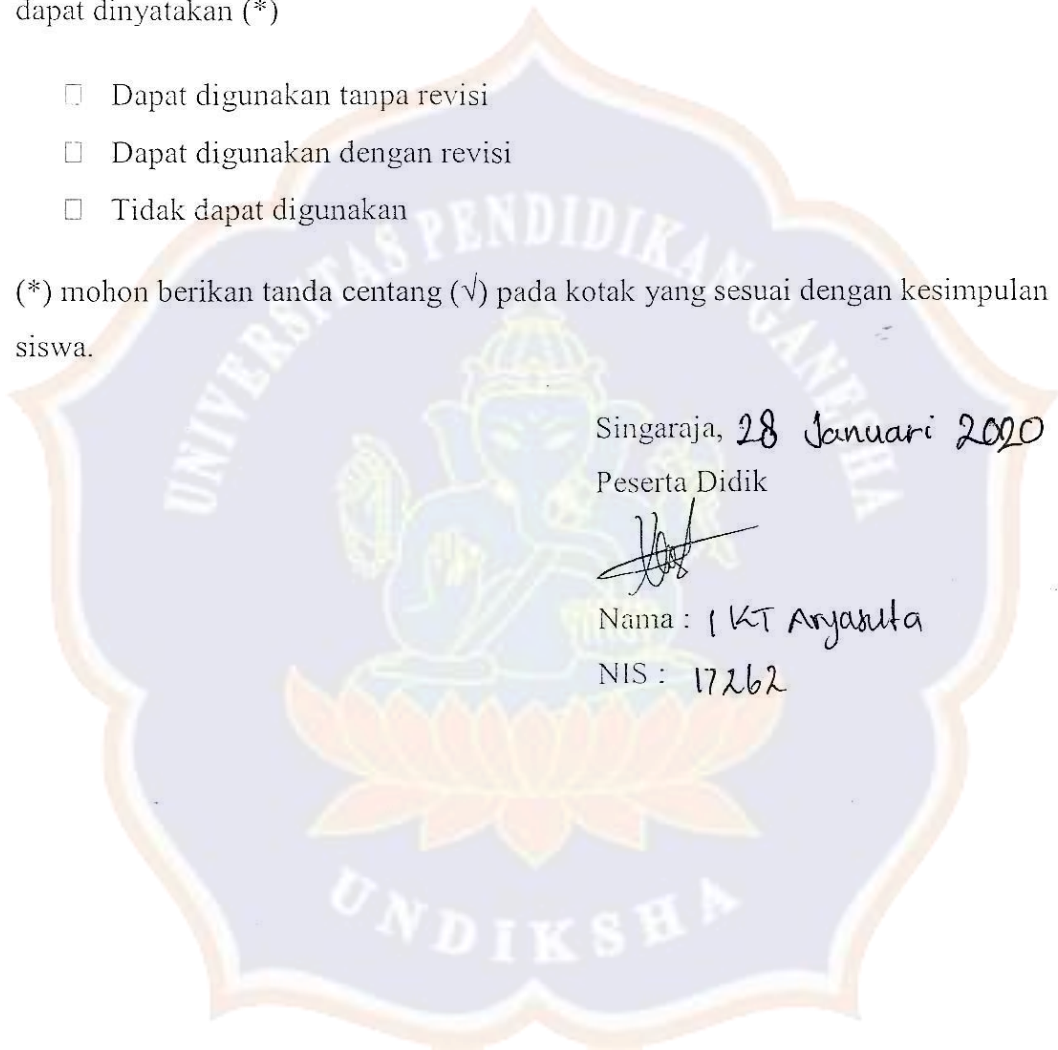 dapat dinyatakan (*)
□ Dapat digunakan tanpa revisi
□ Dapat digunakan dengan revisi
□ Tidak dapat digunakan
(*) mohon berikan tanda centang (√) pada kotak yang sesuai dengan kesimpulan
siswa.
Singaraja, 28 Januari 2020
Peserta Didik
Nama : I KT Aryasuta
NIS : 17262
UNIVERSITAS PENDIDIKAN GANESHA
UNDIKSHA